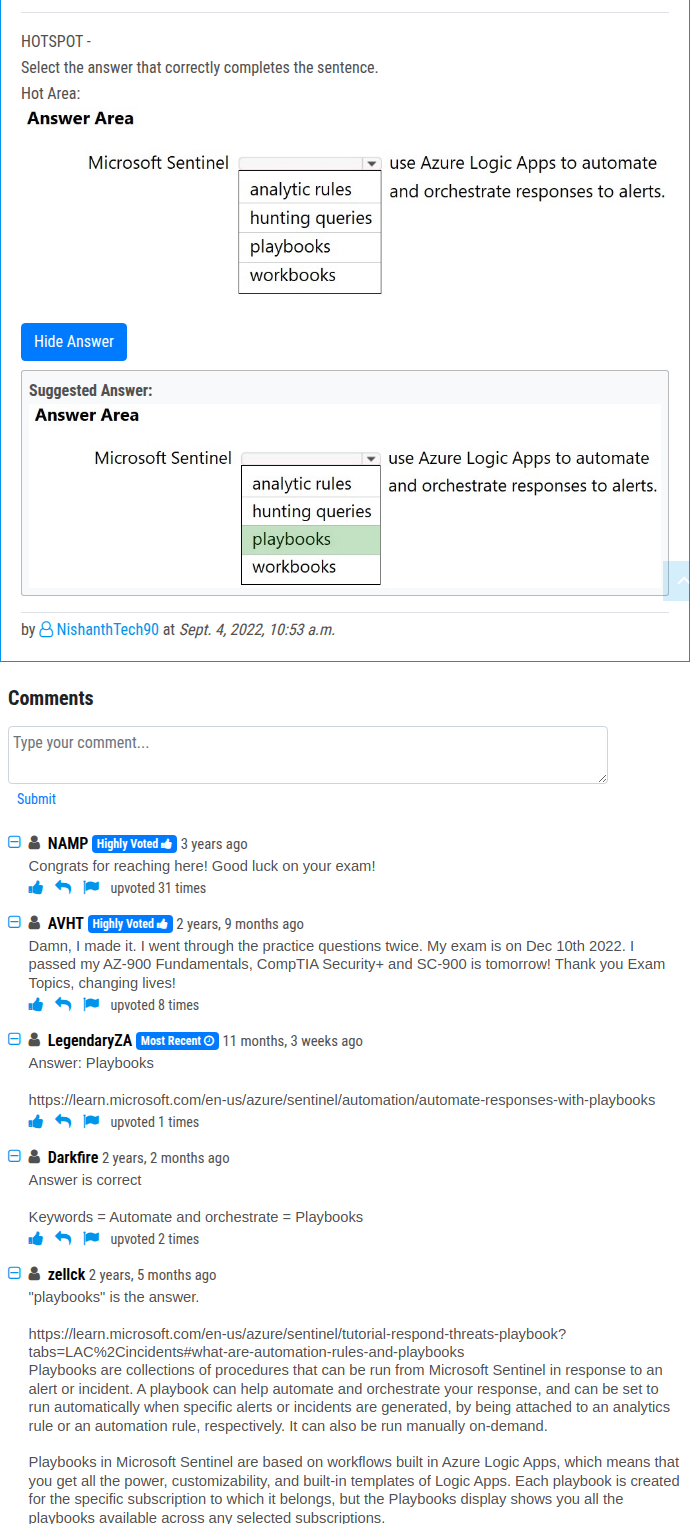 HOTSPOT -
Select the answer that correctly completes the sentence.
Hot Area:
Answer Area
Microsoft Sentinel use Azure Logic Apps to automate
and orchestrate responses to alerts.
analytic rules
hunting queries
playbooks
workbooks
Hide Answer
Suggested Answer:
Answer Area
Microsoft Sentinel use Azure Logic Apps to automate
and orchestrate responses to alerts.
analytic rules
hunting queries
playbooks
workbooks
by NishanthTech90 at Sept. 4, 2022, 10:53 a.m.
Comments
Type your comment...
Submit
NAMP Highly Voted 3 years ago
Congrats for reaching here! Good luck on your exam!
upvoted 31 times
AVHT Highly Voted 2 years, 9 months ago
Damn, I made it. I went through the practice questions twice. My exam is on Dec 10th 2022. I
passed my AZ-900 Fundamentals, CompTIA Security+ and SC-900 is tomorrow! Thank you Exam
Topics, changing lives!
upvoted 8 times
LegendaryZA Most Recent 11 months, 3 weeks ago
Answer: Playbooks
https://learn.microsoft.com/en-us/azure/sentinel/automation/automate-responses-with-playbooks
upvoted 1 times
Darkfire 2 years, 2 months ago
Answer is correct
Keywords = Automate and orchestrate = Playbooks
upvoted 2 times
zellck 2 years, 5 months ago
"playbooks" is the answer.
https://learn.microsoft.com/en-us/azure/sentinel/tutorial-respond-threats-playbook?
tabs=LAC%2Cincidents#what-are-automation-rules-and-playbooks
Playbooks are collections of procedures that can be run from Microsoft Sentinel in response to an
alert or incident. A playbook can help automate and orchestrate your response, and can be set to
run automatically when specific alerts or incidents are generated, by being attached to an analytics
rule or an automation rule, respectively. It can also be run manually on-demand.
Playbooks in Microsoft Sentinel are based on workflows built in Azure Logic Apps, which means that
you get all the power, customizability, and built-in templates of Logic Apps. Each playbook is created
for the specific subscription to which it belongs, but the Playbooks display shows you all the
playbooks available across any selected subscriptions.